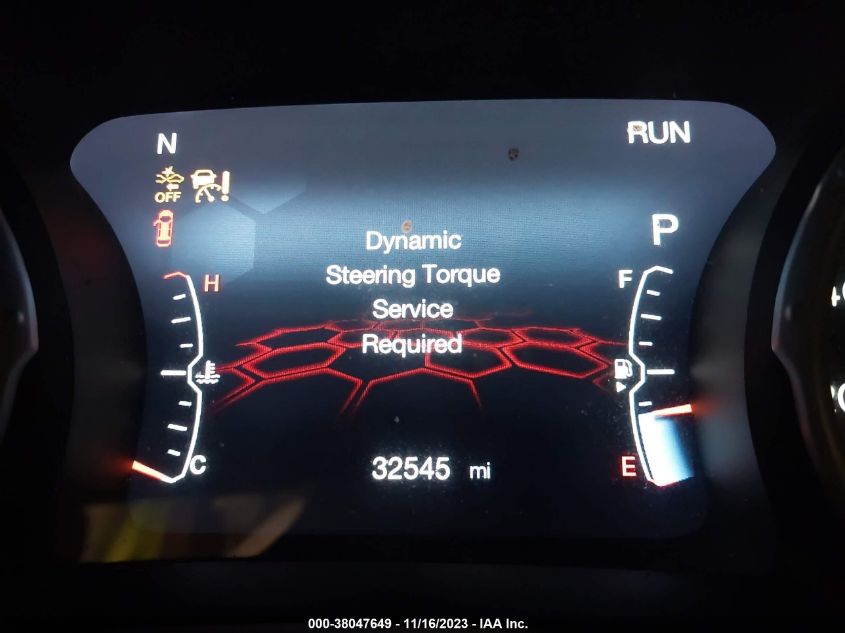 N
RUN
OFF
P
Dynamic
Steering Torque
Service
Required
H
F
C
E
32545 mi
000-38047649 - 11/16/2023 - IAA Inc.